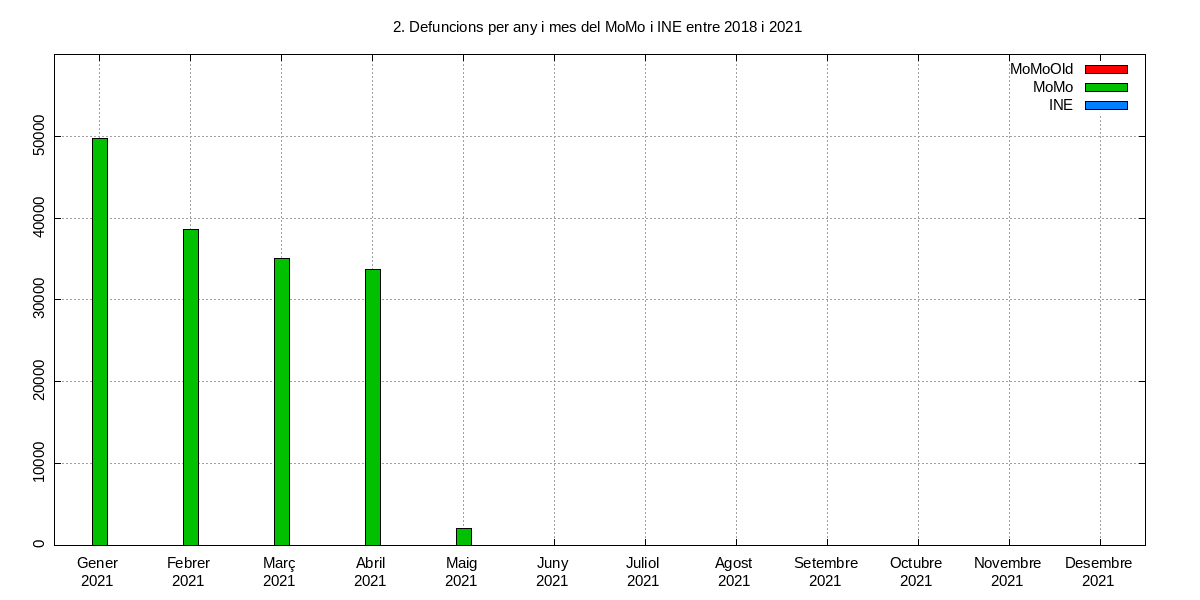 2. Defuncions per any i mes del MoMo i INE entre 2018 i 2021
MoMoOld
MoMo
INE
50000
40000
30000
20000
10000
0
Gener Febrer Març Abril Maig Juny Juliol Agost Setembre Octubre Novembre Desembre
2021 2021 2021 2021 2021 2021 2021 2021 2021 2021 2021 2021